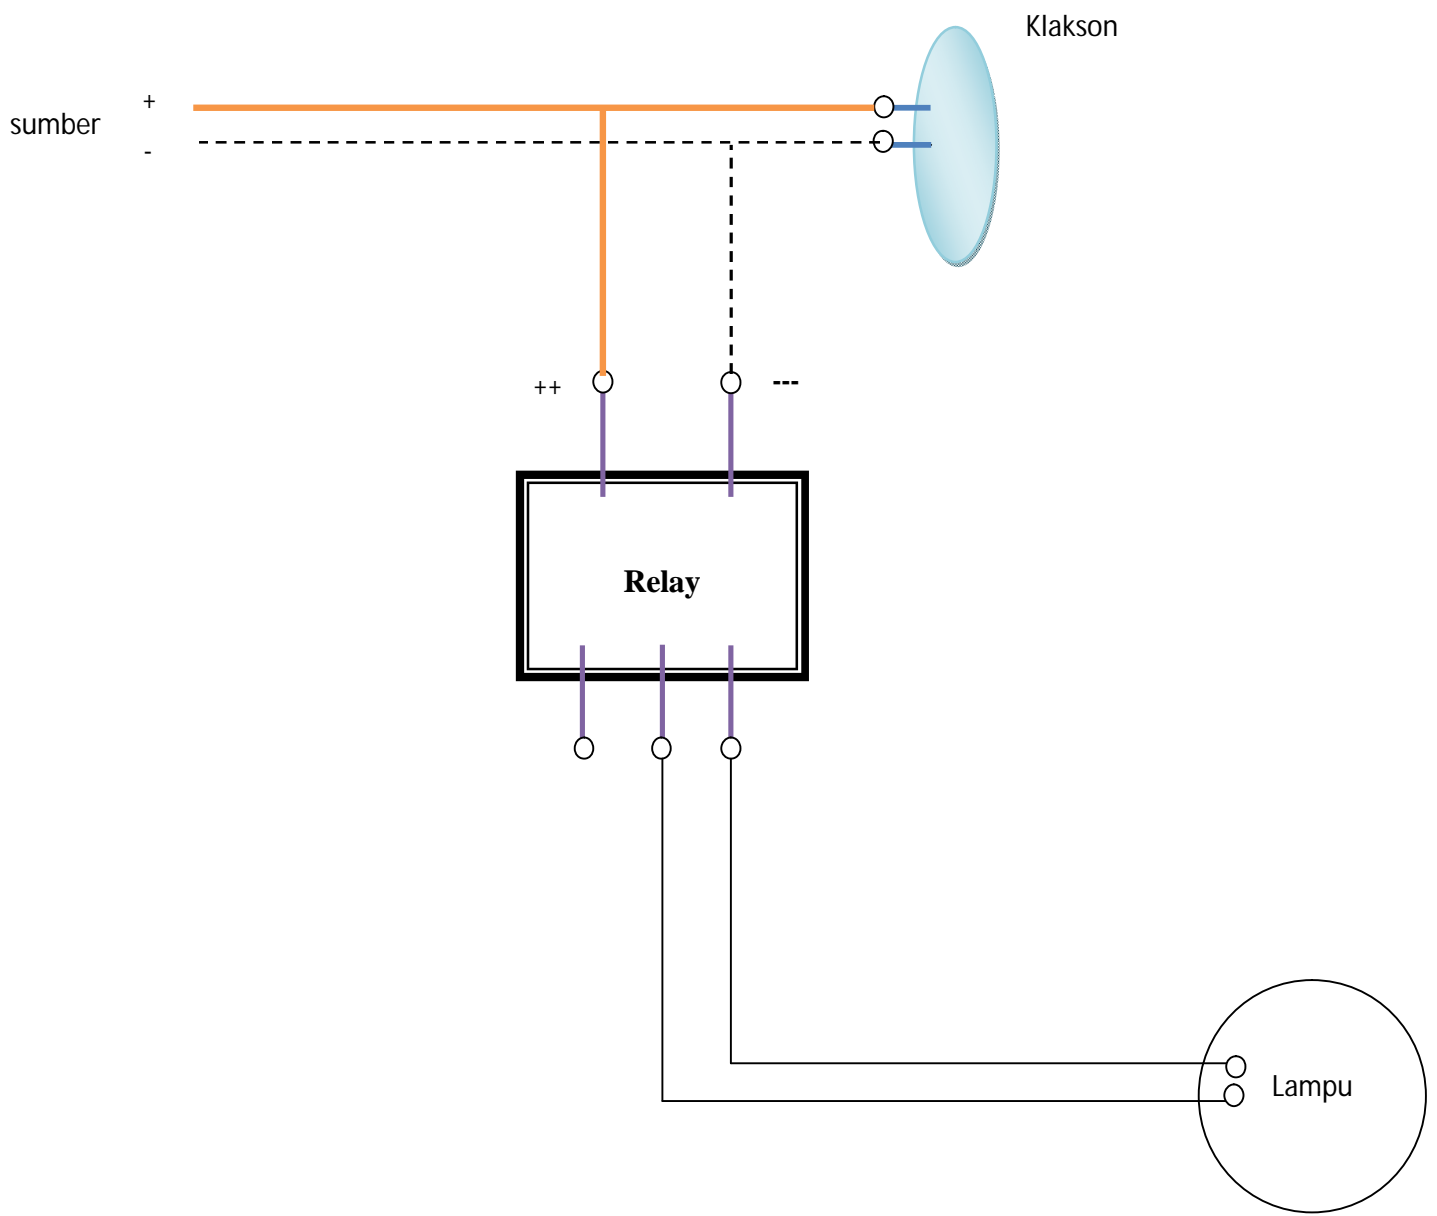 Klakson
+
sumber
-
++
---
Relay
Lampu